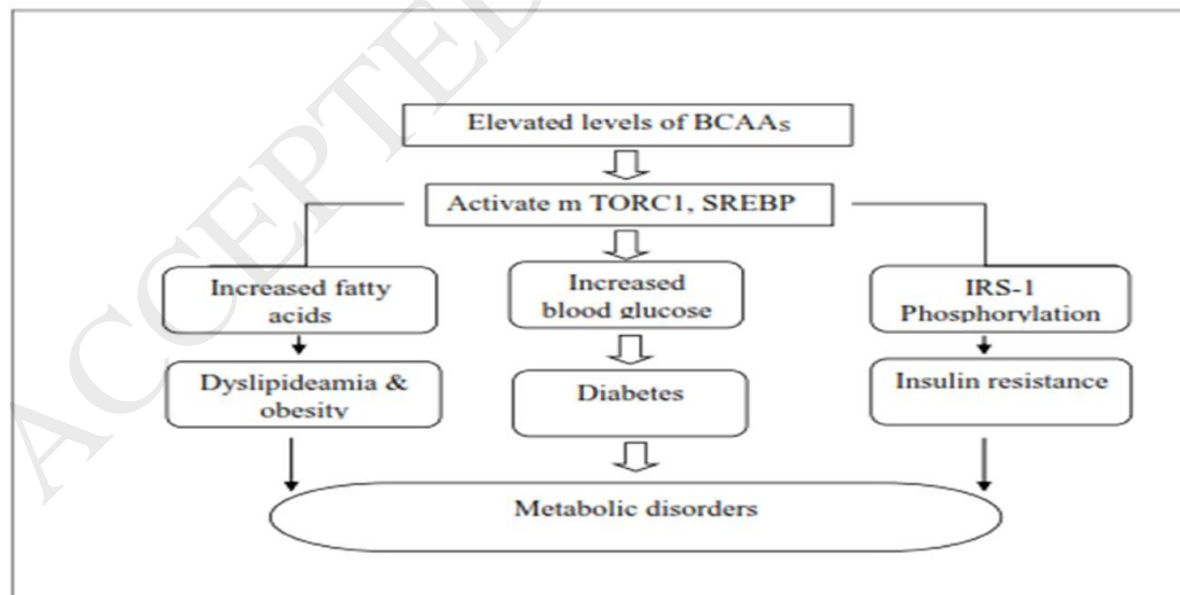 Elevated levels of BCAAs
Activate m TORC1, SREBP
Increased fatty
acids
Increased
blood glucose
IRS-1
Phosphorylation
Dyslipideamia &
obesity
Diabetes
Insulin resistance
Metabolic disorders
ACCEPTED